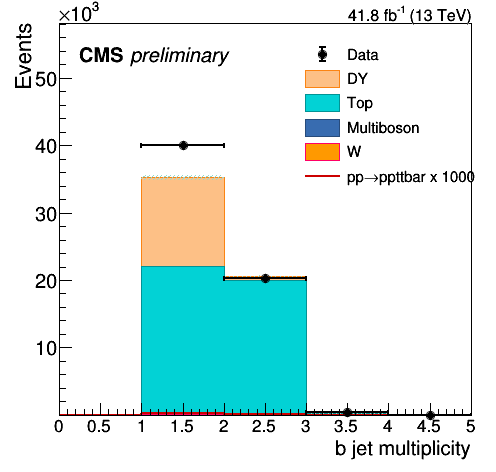 ×10³
41.8 fb⁻¹ (13 TeV)
Events
CMS preliminary
Data
DY
Top
Multiboson
W
pp→ppttbar x 1000
50
40
30
20
10
0 0.5 1 1.5 2 2.5 3 3.5 4 4.5 5
b jet multiplicity